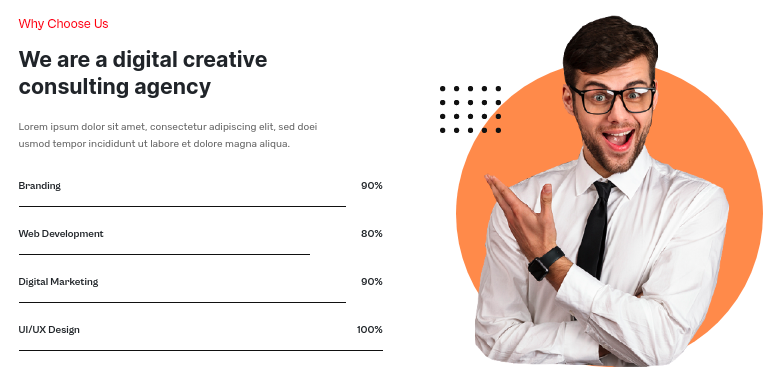 Why Choose Us
We are a digital creative
consulting agency
Lorem ipsum dolor sit amet, consectetur adipiscing elit, sed doei
usmod tempor incididunt ut labore et dolore magna aliqua.
Branding 90%
Web Development 80%
Digital Marketing 90%
UI/UX Design 100%